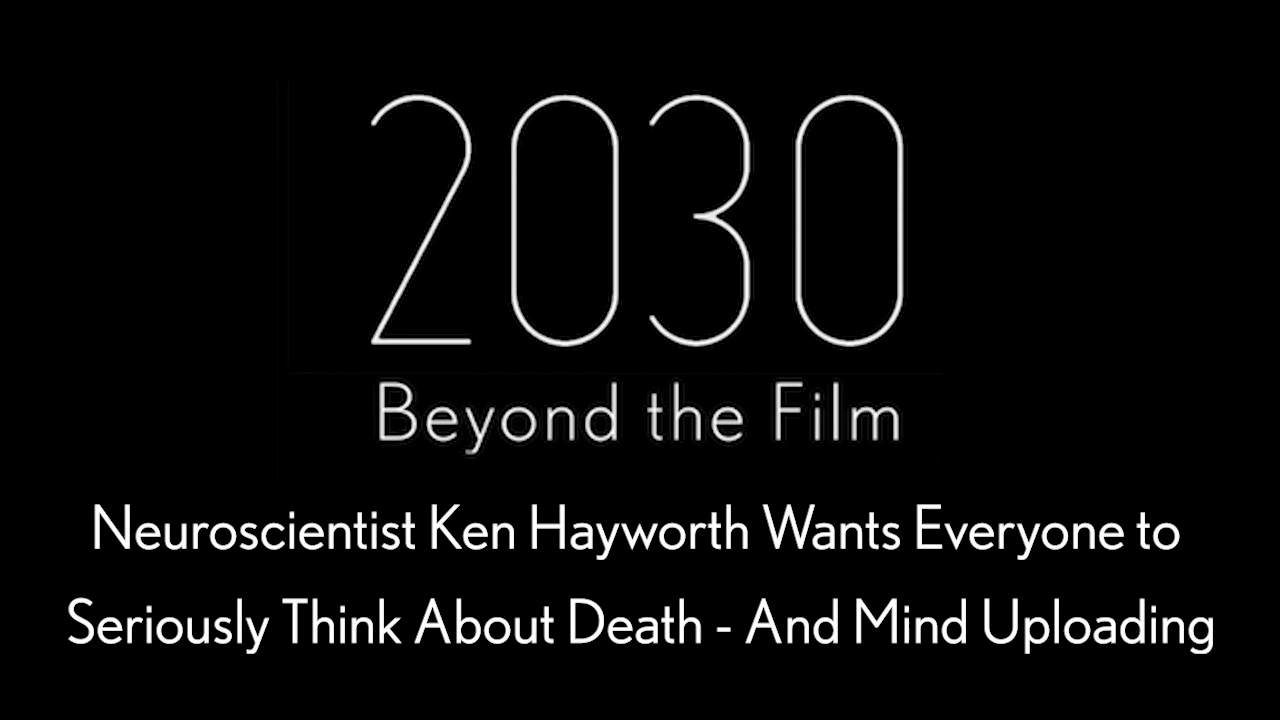 2030
Beyond the Film
Neuroscientist Ken Hayworth Wants Everyone to
Seriously Think About Death - And Mind Uploading